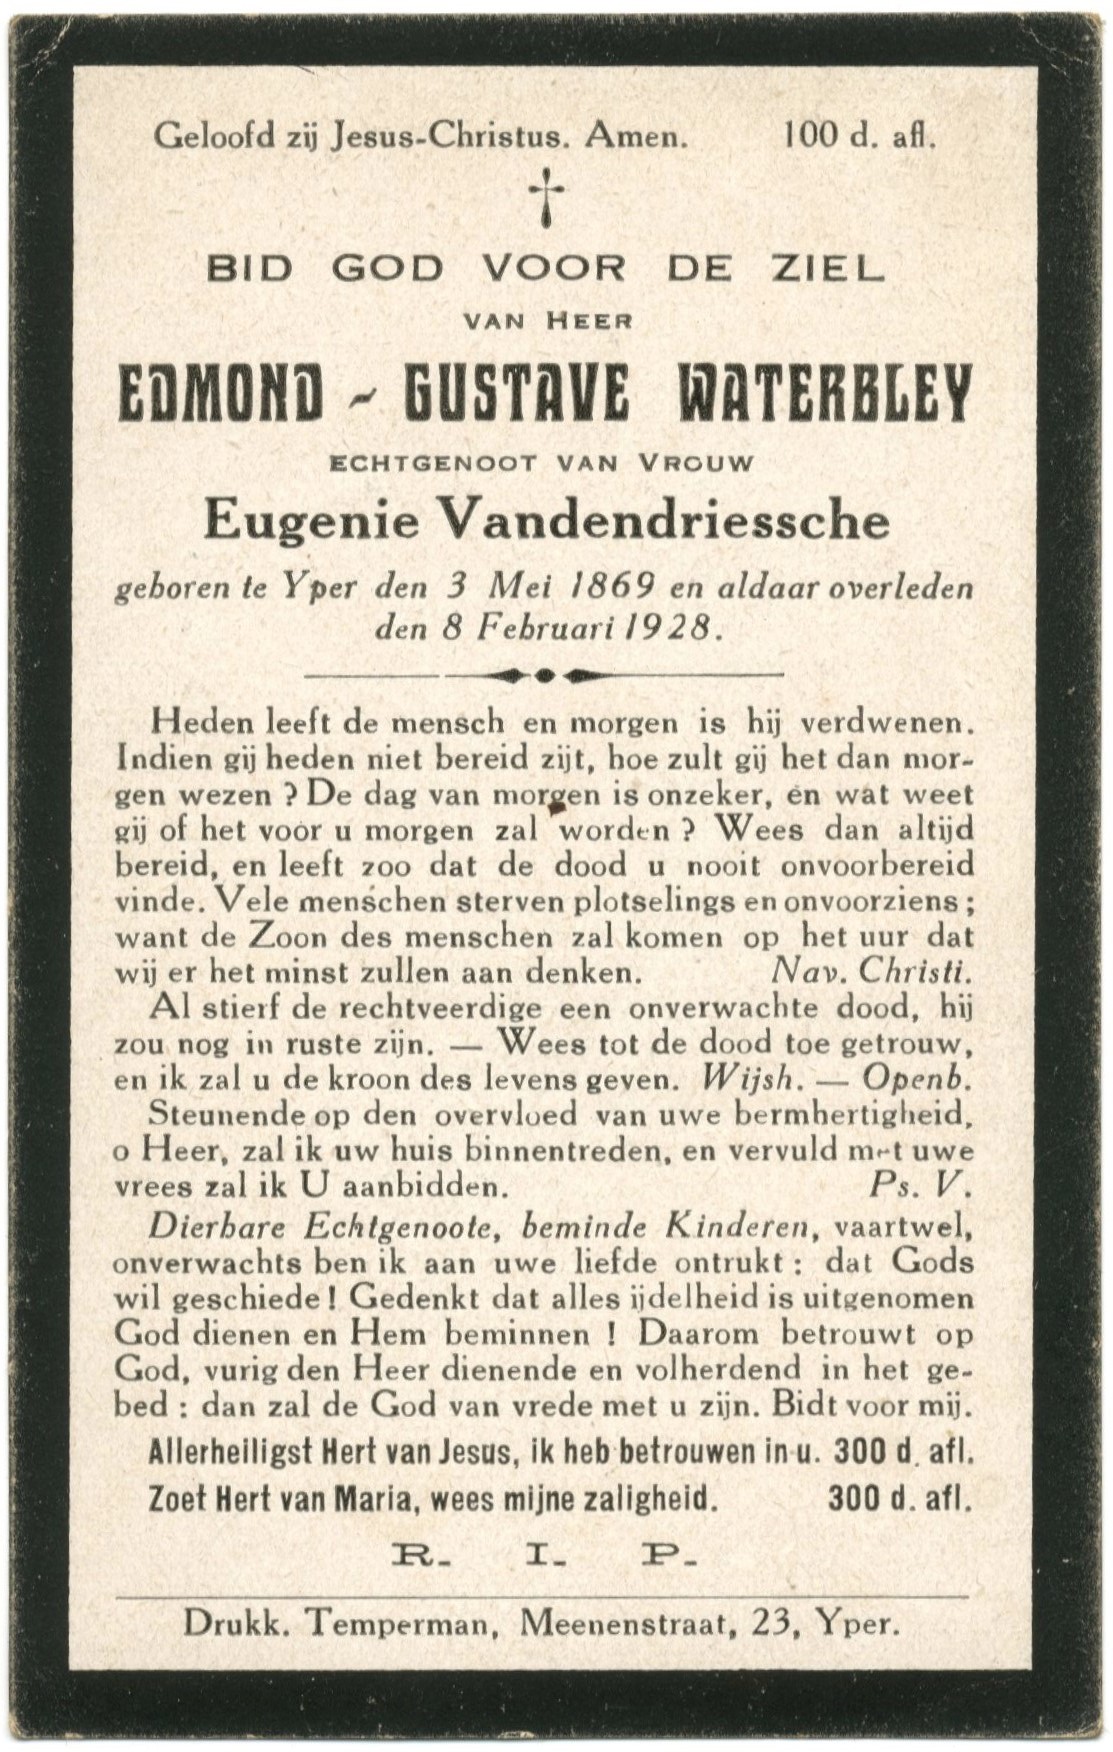 Geloofd zij Jesus-Christus. Amen. 100 d. afl.
BID GOD VOOR DE ZIEL
VAN HEER
EDMOND - GUSTAVE WATERBLEY
ECHTGENOOT VAN VROUW
Eugenie Vandendriessche
geboren te Yper den 3 Mei 1869 en aldaar overleden
den 8 Februari 1928.
Heden leeft de mensch en morgen is hij verdwenen.
Indien gij heden niet bereid zijt, hoe zult gij het dan mor-
gen wezen ? De dag van morgen is onzeker, en wat weet
gij of het voor u morgen zal worden ? Wees dan altijd
bereid, en leeft zoo dat de dood u nooit onvoorbereid
vinde. Vele menschen sterven plotselings en onvoorziens ;
want de Zoon des menschen zal komen op het uur dat
wij er het minst zullen aan denken. Nav. Christi.
Al stierf de rechtveerdige een onverwachte dood, hij
zou nog in ruste zijn. — Wees tot de dood toe getrouw,
en ik zal u de kroon des levens geven. Wijsh. — Openb.
Steunende op den overvloed van uwe bermhertigheid,
o Heer, zal ik uw huis binnentreden, en vervuld met uwe
vrees zal ik U aanbidden. Ps. V.
Dierbare Echtgenoote, beminde Kinderen, vaartwel,
onverwachts ben ik aan uwe liefde ontrukt : dat Gods
wil geschiede ! Gedenkt dat alles ijdelheid is uitgenomen
God dienen en Hem beminnen ! Daarom betrouwt op
God, vurig den Heer dienende en volherdend in het ge-
bed : dan zal de God van vrede met u zijn. Bidt voor mij.
Allerheiligst Hert van Jesus, ik heb betrouwen in u. 300 d. afl.
Zoet Hert van Maria, wees mijne zaligheid. 300 d. afl.
R. I. P.
Drukk. Temperman, Meenenstraat, 23, Yper.